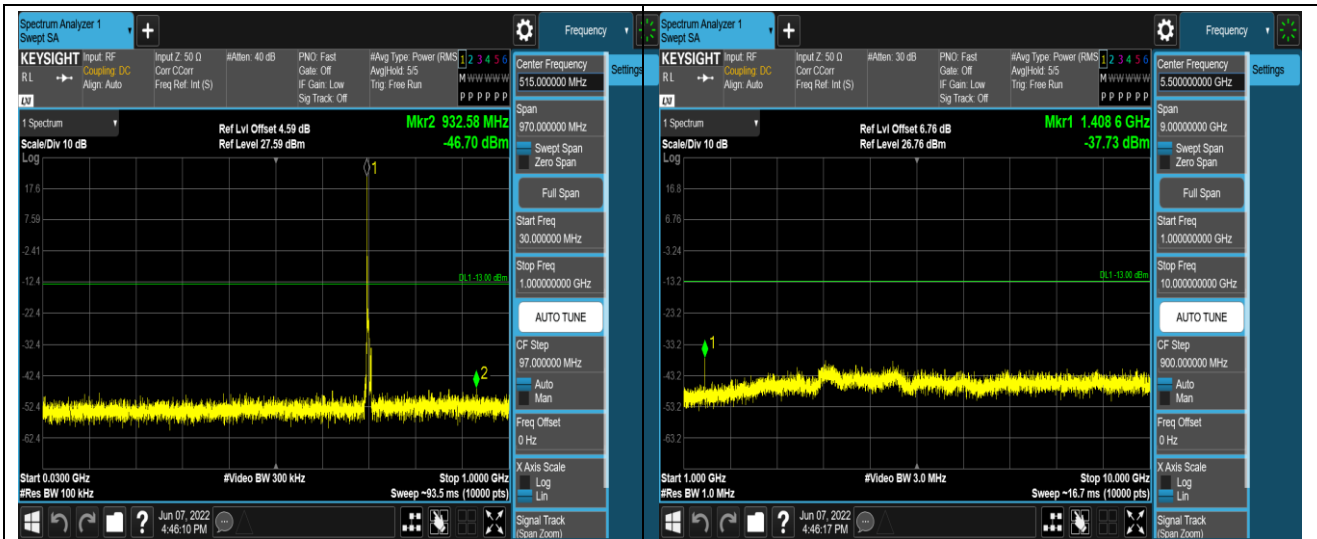 Spectrum Analyzer 1
Swept SA
+
Frequency
Settings
KEYSIGHT
RL
LXI
Input: RF
Coupling: DC
Align: Auto
Input Z: 50 Ω
Corr CCorr
Freq Ref: Int (S)
#Atten: 40 dB
PNO: Fast
Gate: Off
IF Gain: Low
Sig Track: Off
#Avg Type: Power (RMS
Avg|Hold: 5/5
Trig: Free Run
1 2 3 4 5 6
M W W W W W
P P P P P P
1 Spectrum
Scale/Div 10 dB
Log
Ref Lvl Offset 4.59 dB
Ref Level 27.59 dBm
Mkr2 932.58 MHz
-46.70 dBm
17.6
7.59
-2.41
-12.4
-22.4
-32.4
-42.4
-52.4
-62.4
1
2
DL1 -13.00 dBm
Start 0.0300 GHz
#Res BW 100 kHz
#Video BW 300 kHz
Stop 1.0000 GHz
Sweep ~93.5 ms (10000 pts)
Center Frequency
515.000000 MHz
Span
970.000000 MHz
Swept Span
Zero Span
Full Span
Start Freq
30.000000 MHz
Stop Freq
1.000000000 GHz
AUTO TUNE
CF Step
97.000000 MHz
Auto
Man
Freq Offset
0 Hz
X Axis Scale
Log
Lin
Signal Track
(Span Zoom)
?
Jun 07, 2022
4:46:10 PM
Spectrum Analyzer 1
Swept SA
+
Frequency
Settings
KEYSIGHT
RL
LXI
Input: RF
Coupling: DC
Align: Auto
Input Z: 50 Ω
Corr CCorr
Freq Ref: Int (S)
#Atten: 30 dB
PNO: Fast
Gate: Off
IF Gain: Low
Sig Track: Off
#Avg Type: Power (RMS
Avg|Hold: 5/5
Trig: Free Run
1 2 3 4 5 6
M W W W W W
P P P P P P
1 Spectrum
Scale/Div 10 dB
Log
Ref Lvl Offset 6.76 dB
Ref Level 26.76 dBm
Mkr1 1.408 6 GHz
-37.73 dBm
16.8
6.76
-3.24
-13.2
-23.2
-33.2
-43.2
-53.2
-63.2
1
DL1 -13.00 dBm
Start 1.000 GHz
#Res BW 1.0 MHz
#Video BW 3.0 MHz
Stop 10.000 GHz
Sweep ~16.7 ms (10000 pts)
Center Frequency
5.500000000 GHz
Span
9.00000000 GHz
Swept Span
Zero Span
Full Span
Start Freq
1.000000000 GHz
Stop Freq
10.000000000 GHz
AUTO TUNE
CF Step
900.000000 MHz
Auto
Man
Freq Offset
0 Hz
X Axis Scale
Log
Lin
Signal Track
(Span Zoom)
?
Jun 07, 2022
4:46:17 PM